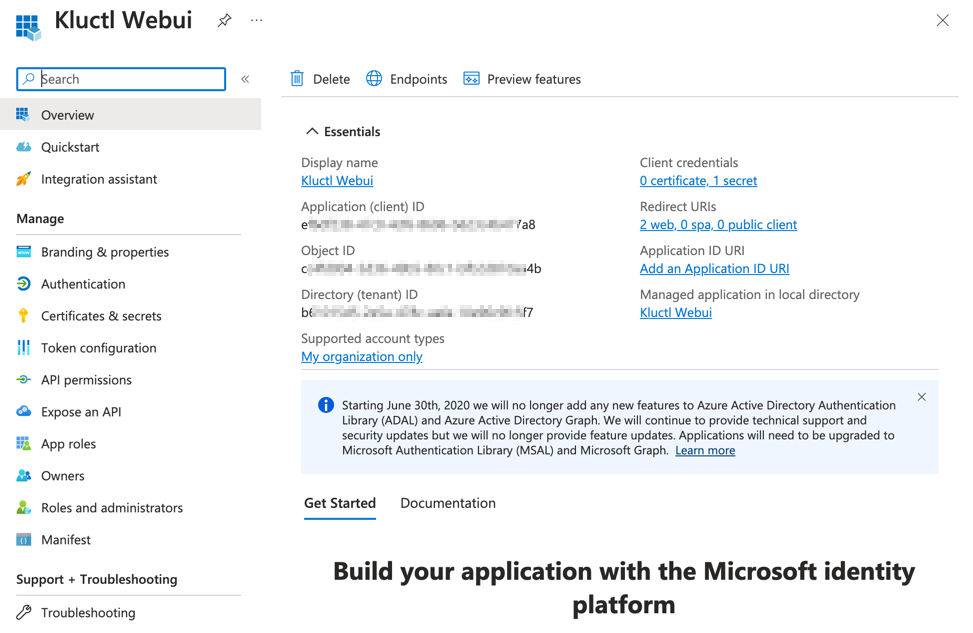 Kluctl Webui
Search
«
Overview
Quickstart
Integration assistant
Manage
Branding & properties
Authentication
Certificates & secrets
Token configuration
API permissions
Expose an API
App roles
Owners
Roles and administrators
Manifest
Support + Troubleshooting
Troubleshooting
Delete
Endpoints
Preview features
Essentials
Display name
Kluctl Webui
Application (client) ID
7a8
Object ID
4b
Directory (tenant) ID
f7
Supported account types
My organization only
Client credentials
0 certificate, 1 secret
Redirect URIs
2 web, 0 spa, 0 public client
Application ID URI
Add an Application ID URI
Managed application in local directory
Kluctl Webui
Starting June 30th, 2020 we will no longer add any new features to Azure Active Directory Authentication
Library (ADAL) and Azure Active Directory Graph. We will continue to provide technical support and
security updates but we will no longer provide feature updates. Applications will need to be upgraded to
Microsoft Authentication Library (MSAL) and Microsoft Graph. Learn more
Get Started
Documentation
Build your application with the Microsoft identity
platform